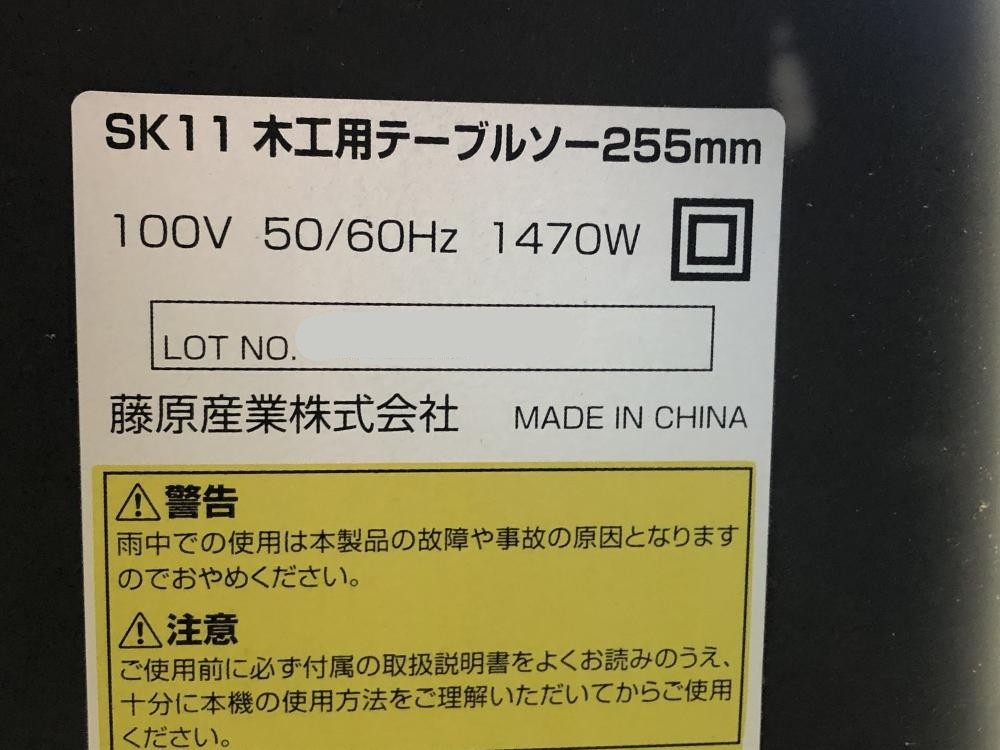 SK11 木工用テーブルソー255mm
100V 50/60Hz 1470W
LOT NO.
藤原産業株式会社 MADE IN CHINA
警告
雨中での使用は本製品の故障や事故の原因となります
のでおやめください。
注意
ご使用前に必ず付属の取扱説明書をよくお読みのうえ、
十分に本機の使用方法をご理解いただいてからご使用
ください。